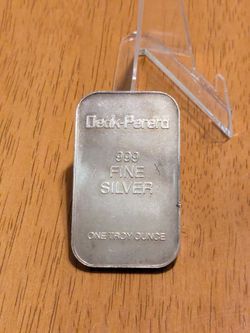 Deak-Perera
999
FINE
SILVER
ONE TROY OUNCE